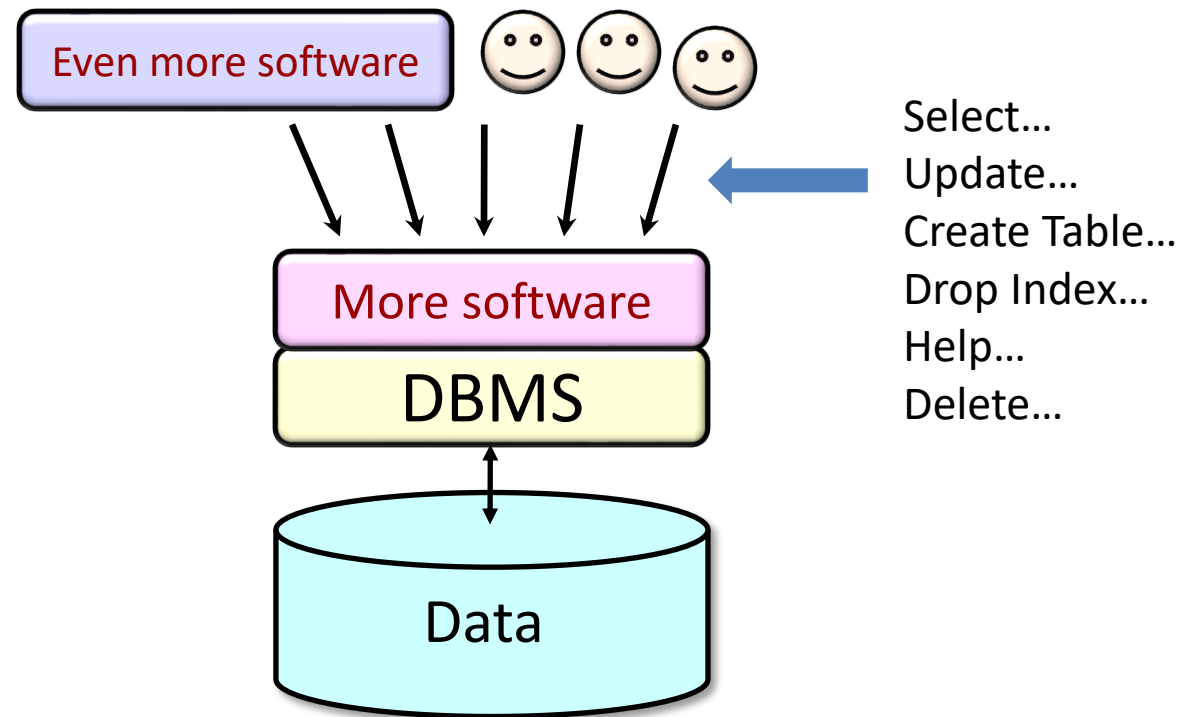 Even more software
Select…
Update…
Create Table…
Drop Index…
Help…
Delete…
More software
DBMS
Data